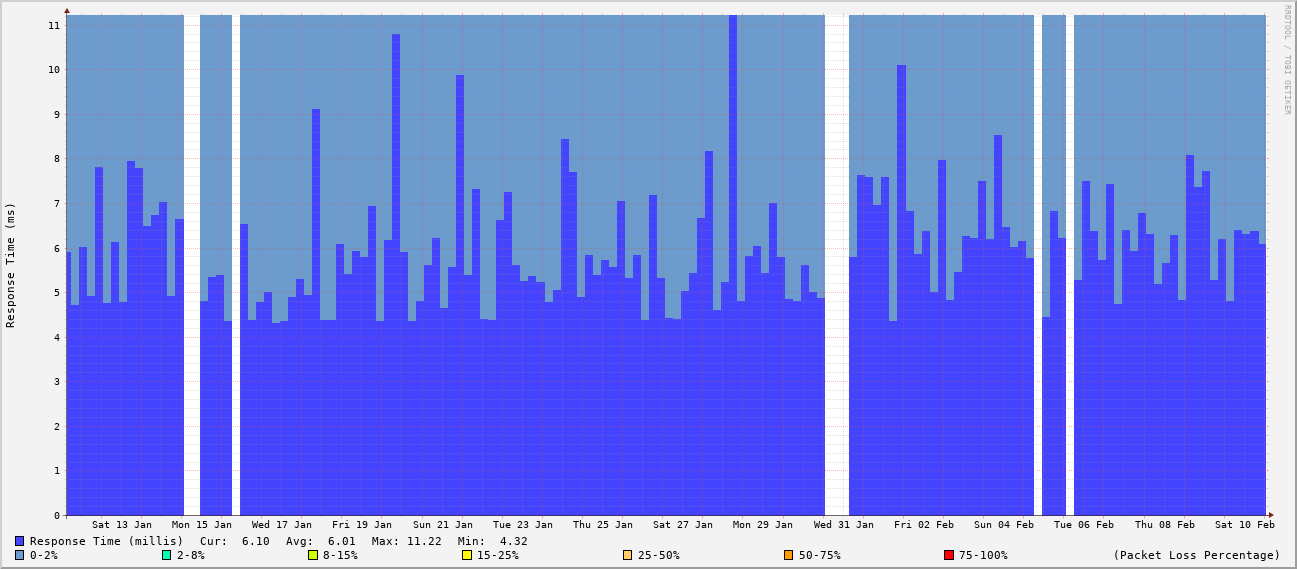 RRDTOOL / TOBI OETIKER
Response Time (ms)
11
10
9
8
7
6
5
4
3
2
1
0
Sat 13 Jan Mon 15 Jan Wed 17 Jan Fri 19 Jan Sun 21 Jan Tue 23 Jan Thu 25 Jan Sat 27 Jan Mon 29 Jan Wed 31 Jan Fri 02 Feb Sun 04 Feb Tue 06 Feb Thu 08 Feb Sat 10 Feb
Response Time (millis) Cur: 6.10 Avg: 6.01 Max: 11.22 Min: 4.32
0-2% 2-8% 8-15% 15-25% 25-50% 50-75% 75-100% (Packet Loss Percentage)